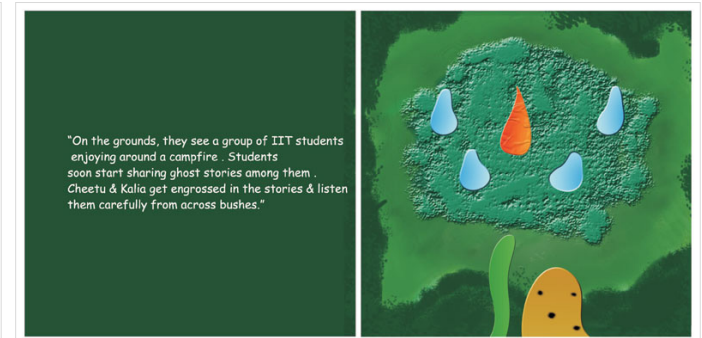 "On the grounds, they see a group of IIT students
enjoying around a campfire . Students
soon start sharing ghost stories among them .
Cheetu & Kalia get engrossed in the stories & listen
them carefully from across bushes."